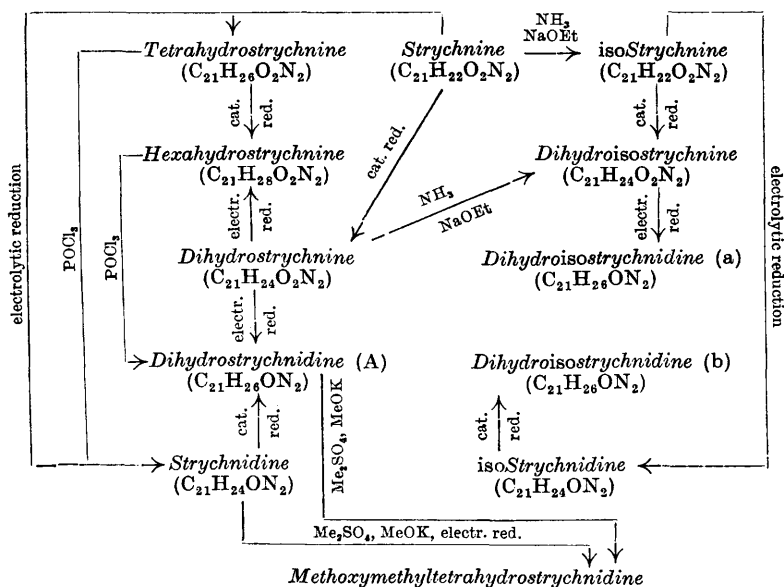 NH₃
NaOEt
Tetrahydrostrychnine
(C₂₁H₂₆O₂N₂)
Strychnine
(C₂₁H₂₂O₂N₂)
isoStrychnine
(C₂₁H₂₂O₂N₂)
cat. red.
cat. red.
cat. red.
Hexahydrostrychnine
(C₂₁H₂₈O₂N₂)
Dihydroisostrychnine
(C₂₁H₂₄O₂N₂)
electrolytic reduction
POCl₃
POCl₃
electr. red.
NH₃
NaOEt
electr. red.
electrolytic reduction
Dihydrostrychnine
(C₂₁H₂₄O₂N₂)
Dihydroisostrychnidine (a)
(C₂₁H₂₆ON₂)
electr. red.
Dihydrostrychnidine (A)
(C₂₁H₂₆ON₂)
Dihydroisostrychnidine (b)
(C₂₁H₂₆ON₂)
cat. red.
Me₂SO₄, MeOK
cat. red.
Strychnidine
(C₂₁H₂₄ON₂)
isoStrychnidine
(C₂₁H₂₄ON₂)
Me₂SO₄, MeOK, electr. red.
Methoxymethyltetrahydrostrychnidine